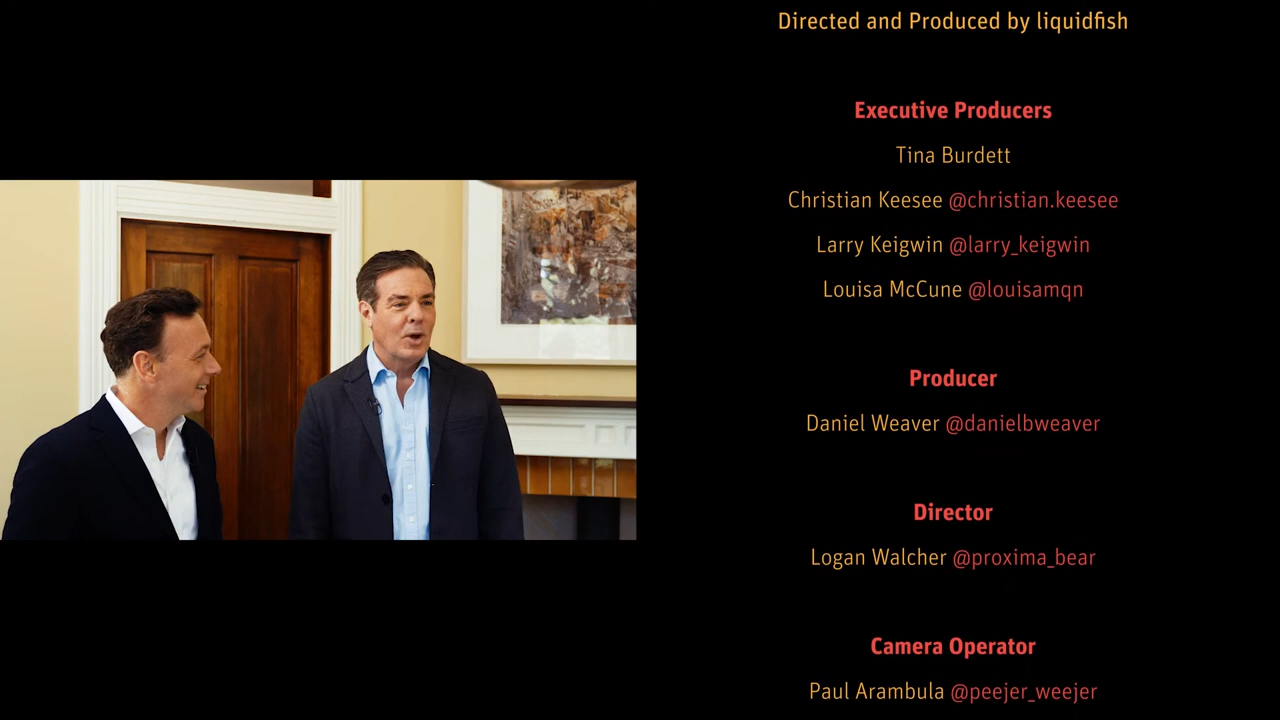 Directed and Produced by liquidfish
Executive Producers
Tina Burdett
Christian Keesee @christian.keesee
Larry Keigwin @larry_keigwin
Louisa McCune @louisamqn
Producer
Daniel Weaver @danielbweaver
Director
Logan Walcher @proxima_bear
Camera Operator
Paul Arambula @peejer_weejer